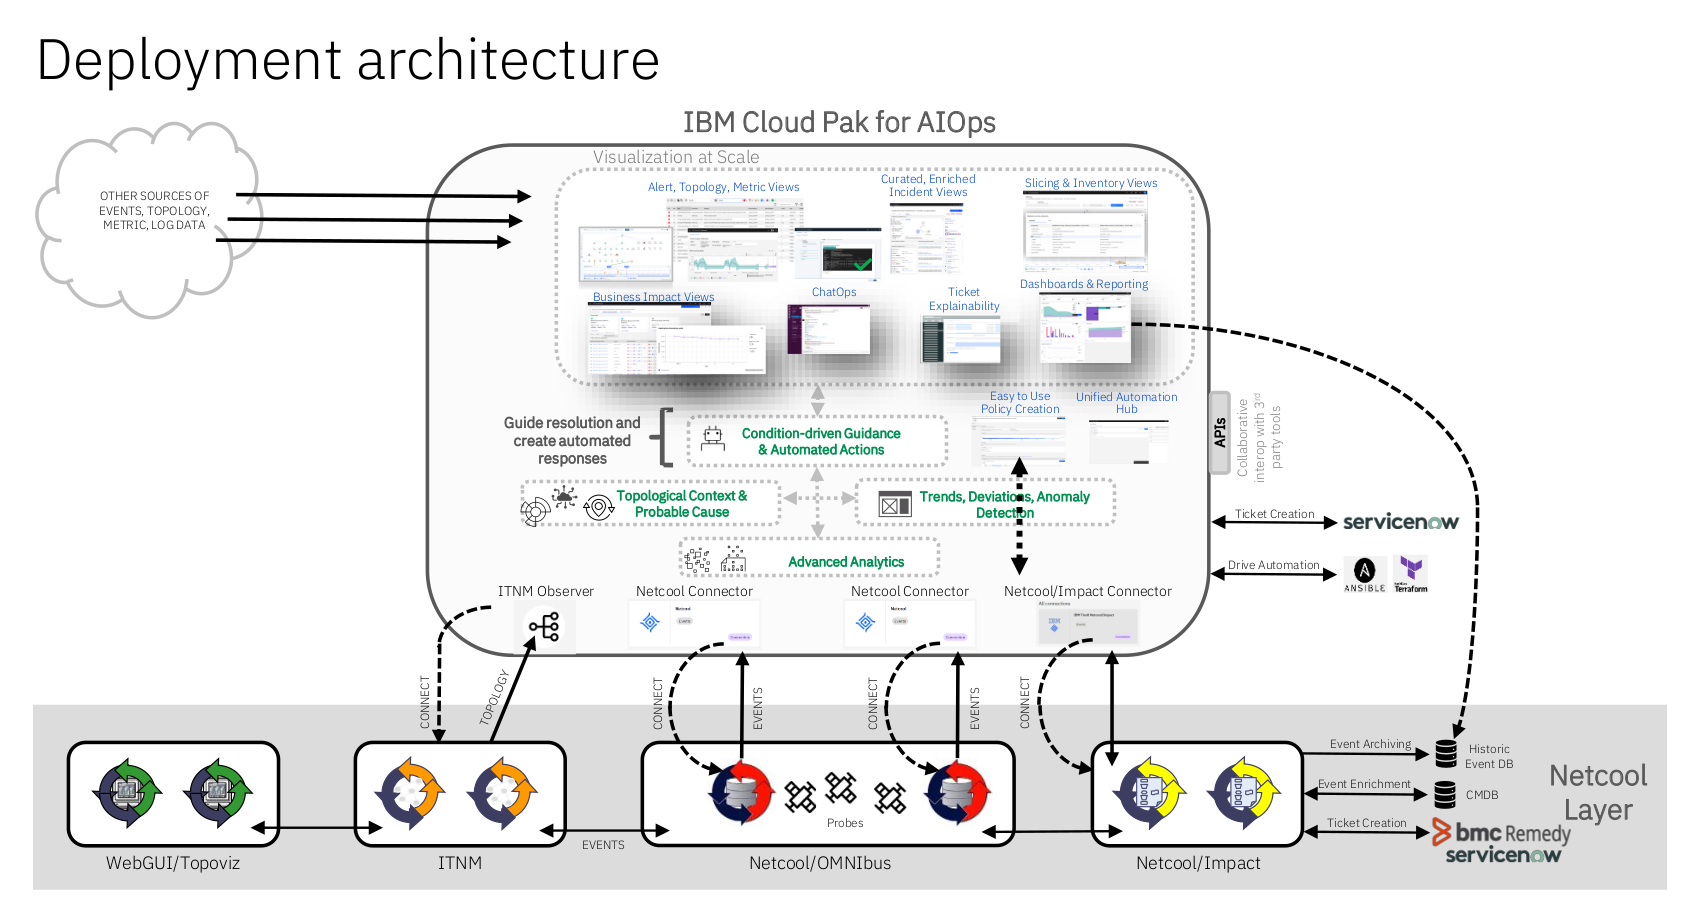 Deployment architecture
IBM Cloud Pak for AIOps
Visualization at Scale
OTHER SOURCES OF
EVENTS, TOPOLOGY,
METRIC, LOG DATA
Alert, Topology, Metric Views
Curated, Enriched
Incident Views
Slicing & Inventory Views
Business Impact Views
ChatOps
Ticket
Explainability
Dashboards & Reporting
Guide resolution and
create automated
responses
Condition-driven Guidance
& Automated Actions
Easy to Use
Policy Creation
Unified Automation
Hub
APIs
Collaborative
interop with 3rd
party tools
Topological Context &
Probable Cause
Trends, Deviations, Anomaly
Detection
Advanced Analytics
Ticket Creation
servicenow
Drive Automation
ANSIBLE
Terraform
ITNM Observer
Netcool Connector
Netcool
Netcool Connector
Netcool
Netcool/Impact Connector
IBM
CONNECT
TOPOLOGY
CONNECT
EVENTS
CONNECT
EVENTS
CONNECT
WebGUI/Topoviz
ITNM
EVENTS
Probes
Netcool/OMNIbus
Netcool/Impact
Event Archiving
Historic
Event DB
Event Enrichment
CMDB
Ticket Creation
bmc Remedy
servicenow
Netcool
Layer